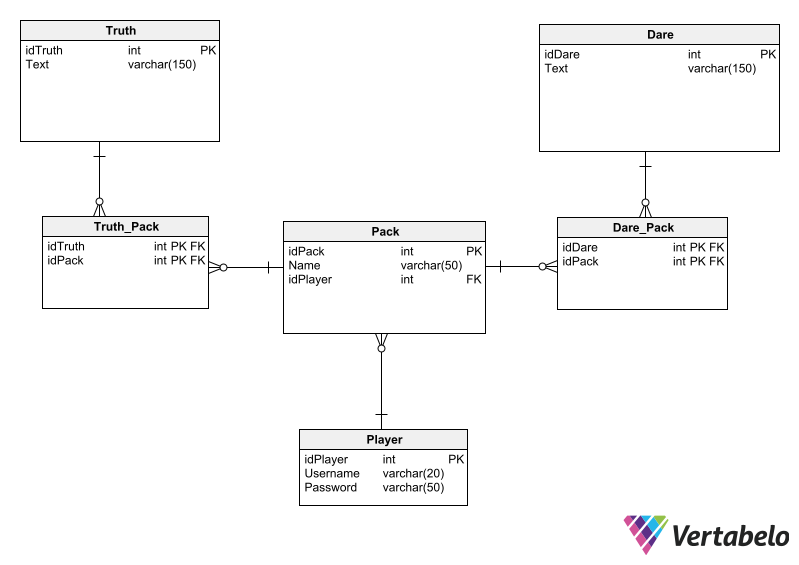 Truth
idTruth int PK
Text varchar(150)
Dare
idDare int PK
Text varchar(150)
Truth_Pack
idTruth int PK FK
idPack int PK FK
Pack
idPack int PK
Name varchar(50)
idPlayer int FK
Dare_Pack
idDare int PK FK
idPack int PK FK
Player
idPlayer int PK
Username varchar(20)
Password varchar(50)
Vertabelo